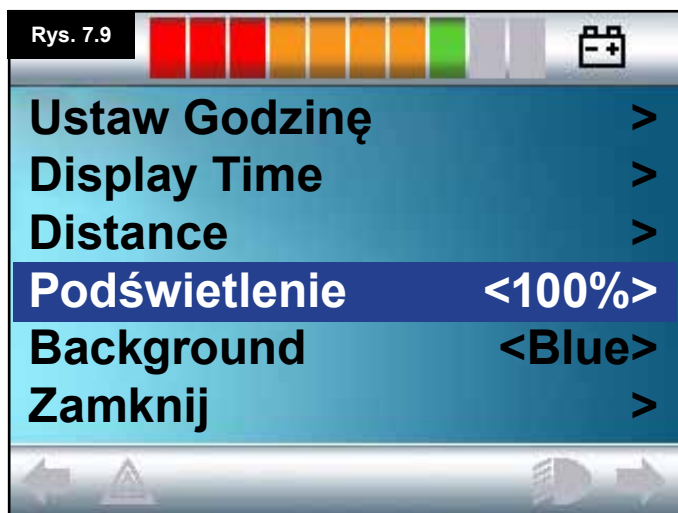 Rys. 7.9
Ustaw Godzinę >
Display Time >
Distance >
Podświetlenie <100%>
Background <Blue>
Zamknij >